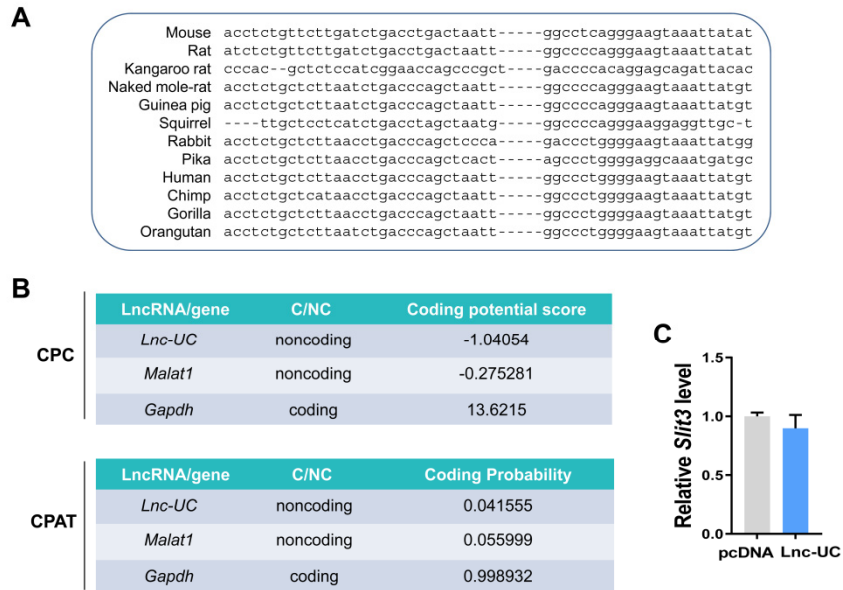 A
Mouse acctctgttcttgatctgacctgactaatt-----ggcctcagggaagtaaattatat
Rat atctctgttcttgatctgacctgactaatt-----ggcctcagggaagtaaattatat
Kangaroo rat cccac--gctctccatcggaaccagcccgct----gaccccacaggagcagattacac
Naked mole-rat acctctgctcttaatctgacccagctaatt-----ggccccagggaagtaaattatgt
Guinea pig acctctgctcttaatctgacccagctaatt-----ggccccagggaagtaaattatgt
Squirrel ----ttgctcctcatctgacctagctaatg-----ggccccagggaaggaggttgc-t
Rabbit acctctgctcttaacctgacccagctccca-----gaccctggggaagtaaattatgg
Pika acctctgctcttaacctgacccagctcact-----agccctggggaggcaaatgatgc
Human acctctgctcttaacctgacccagctaatt-----ggccctggggaagtaaattatgt
Chimp acctctgctcataacctgacccagctaatt-----ggccctggggaagtaaattatgt
Gorilla acctctgctcttaacctgacccagctaatt-----ggccctggggaagtaaattatgt
Orangutan acctctgctcttaatctgacccagctaatt-----ggccctggggaagtaaattatgt
B
CPC
LncRNA/gene C/NC Coding potential score
Lnc-UC noncoding -1.04054
Malat1 noncoding -0.275281
Gapdh coding 13.6215
CPAT
LncRNA/gene C/NC Coding Probability
Lnc-UC noncoding 0.041555
Malat1 noncoding 0.055999
Gapdh coding 0.998932
C
Relative Slit3 level
1.5
1.0
0.5
0.0
pcDNA Lnc-UC